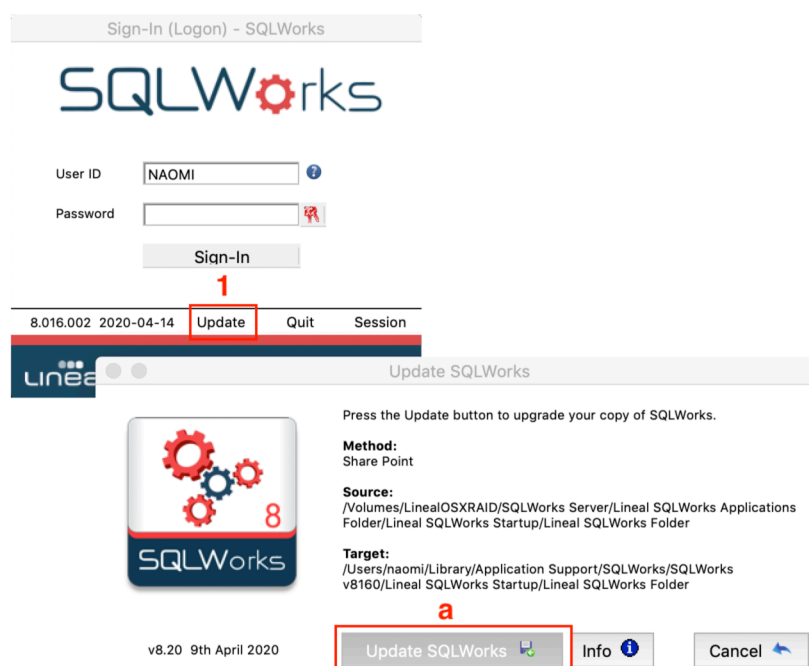 Sign-In (Logon) - SQLWorks
SQLWorks
User ID
NAOMI
Password
Sign-In
1
8.016.002 2020-04-14 Update Quit Session
Update SQLWorks
Press the Update button to upgrade your copy of SQLWorks.
Method:
Share Point
Source:
/Volumes/LinealOSXRAID/SQLWorks Server/Lineal SQLWorks Applications
Folder/Lineal SQLWorks Startup/Lineal SQLWorks Folder
8
SQLWorks
Target:
/Users/naomi/Library/Application Support/SQLWorks/SQLWorks
v8160/Lineal SQLWorks Startup/Lineal SQLWorks Folder
a
v8.20 9th April 2020
Update SQLWorks Info Cancel